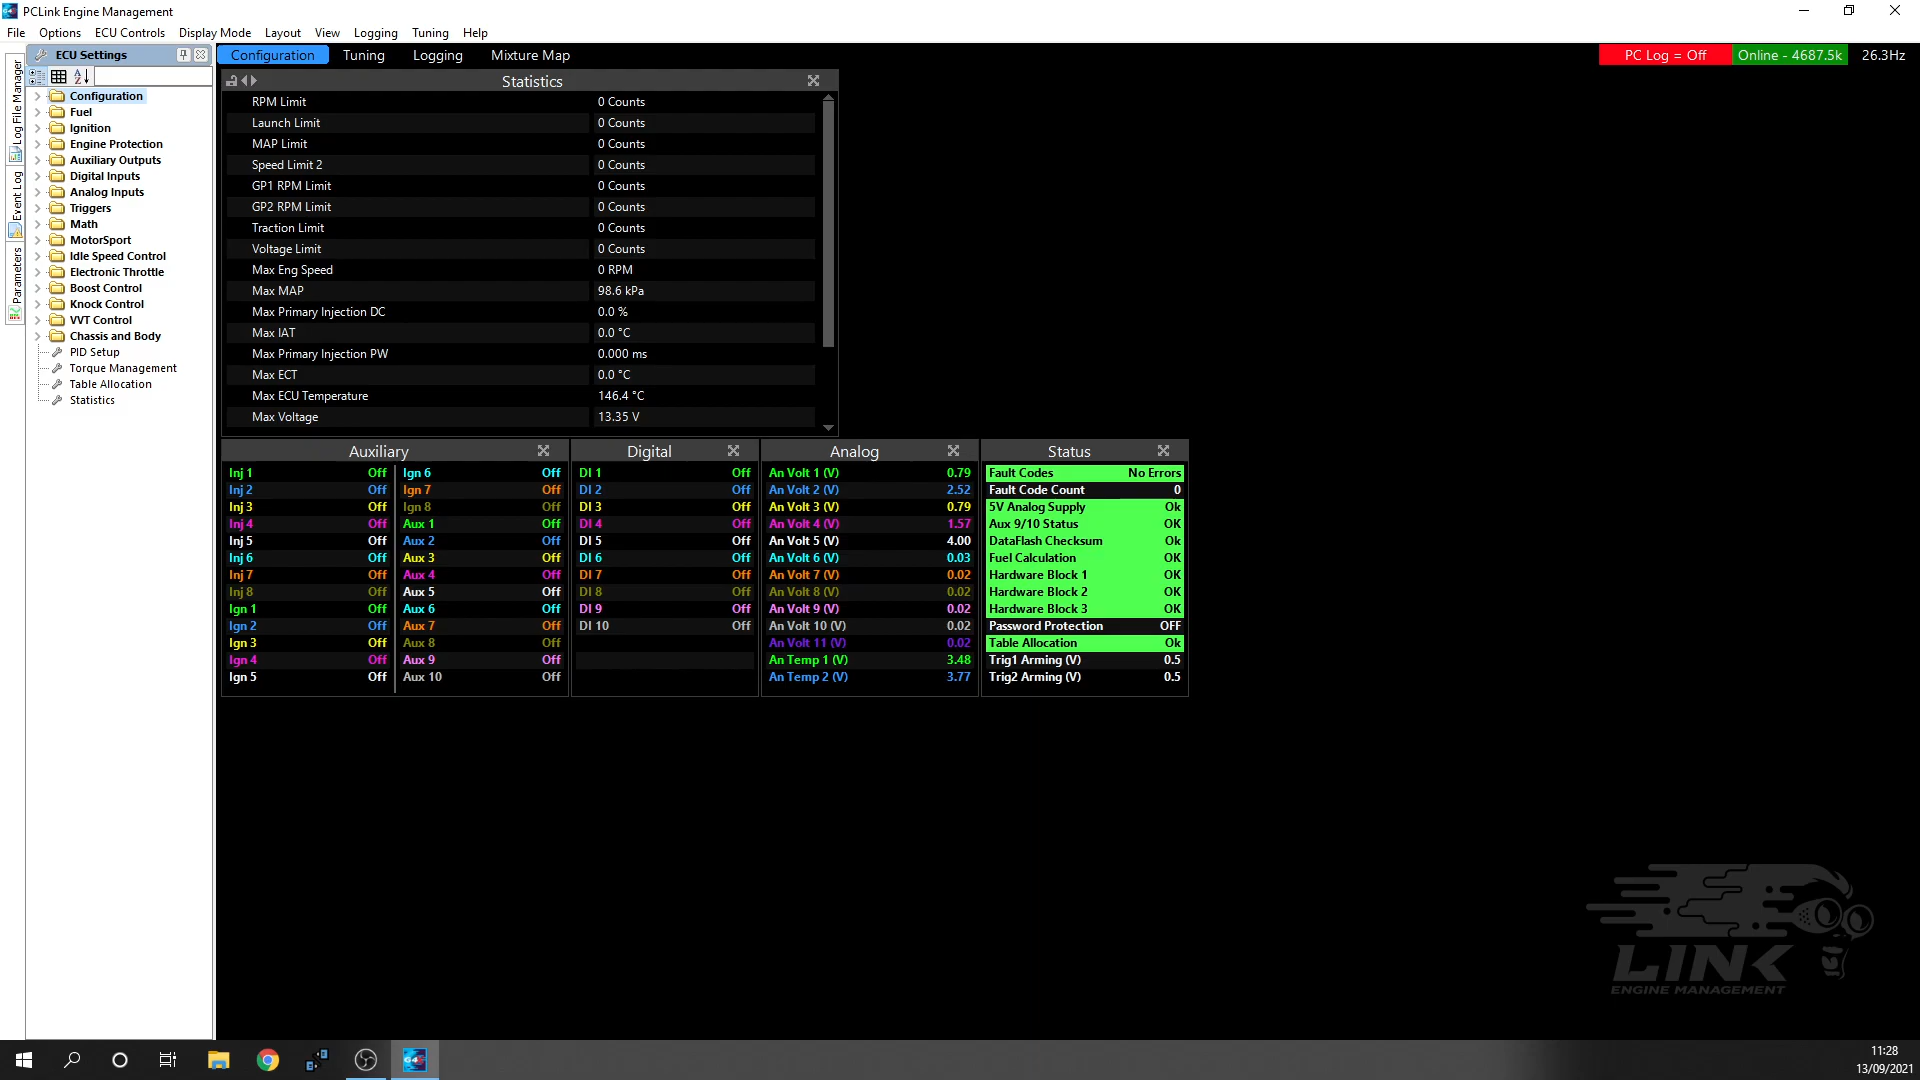 PCLink Engine Management
File Options ECU Controls Display Mode Layout View Logging Tuning Help
ECU Settings
Configuration Tuning Logging Mixture Map
PC Log = Off Online - 4687.5k 26.3Hz
Log File Manager
Event Log
Parameters
Configuration
Fuel
Ignition
Engine Protection
Auxiliary Outputs
Digital Inputs
Analog Inputs
Triggers
Math
MotorSport
Idle Speed Control
Electronic Throttle
Boost Control
Knock Control
VVT Control
Chassis and Body
PID Setup
Torque Management
Table Allocation
Statistics
Statistics
RPM Limit 0 Counts
Launch Limit 0 Counts
MAP Limit 0 Counts
Speed Limit 2 0 Counts
GP1 RPM Limit 0 Counts
GP2 RPM Limit 0 Counts
Traction Limit 0 Counts
Voltage Limit 0 Counts
Max Eng Speed 0 RPM
Max MAP 98.6 kPa
Max Primary Injection DC 0.0 %
Max IAT 0.0 °C
Max Primary Injection PW 0.000 ms
Max ECT 0.0 °C
Max ECU Temperature 146.4 °C
Max Voltage 13.35 V
Auxiliary
Inj 1 Off Ign 6 Off
Inj 2 Off Ign 7 Off
Inj 3 Off Ign 8 Off
Inj 4 Off Aux 1 Off
Inj 5 Off Aux 2 Off
Inj 6 Off Aux 3 Off
Inj 7 Off Aux 4 Off
Inj 8 Off Aux 5 Off
Ign 1 Off Aux 6 Off
Ign 2 Off Aux 7 Off
Ign 3 Off Aux 8 Off
Ign 4 Off Aux 9 Off
Ign 5 Off Aux 10 Off
Digital
DI 1 Off
DI 2 Off
DI 3 Off
DI 4 Off
DI 5 Off
DI 6 Off
DI 7 Off
DI 8 Off
DI 9 Off
DI 10 Off
Analog
An Volt 1 (V) 0.79
An Volt 2 (V) 2.52
An Volt 3 (V) 0.79
An Volt 4 (V) 1.57
An Volt 5 (V) 4.00
An Volt 6 (V) 0.03
An Volt 7 (V) 0.02
An Volt 8 (V) 0.02
An Volt 9 (V) 0.02
An Volt 10 (V) 0.02
An Volt 11 (V) 0.02
An Temp 1 (V) 3.48
An Temp 2 (V) 3.77
Status
Fault Codes No Errors
Fault Code Count 0
5V Analog Supply Ok
Aux 9/10 Status OK
DataFlash Checksum Ok
Fuel Calculation OK
Hardware Block 1 OK
Hardware Block 2 OK
Hardware Block 3 OK
Password Protection OFF
Table Allocation Ok
Trig1 Arming (V) 0.5
Trig2 Arming (V) 0.5
LINK
ENGINE MANAGEMENT
11:28
13/09/2021